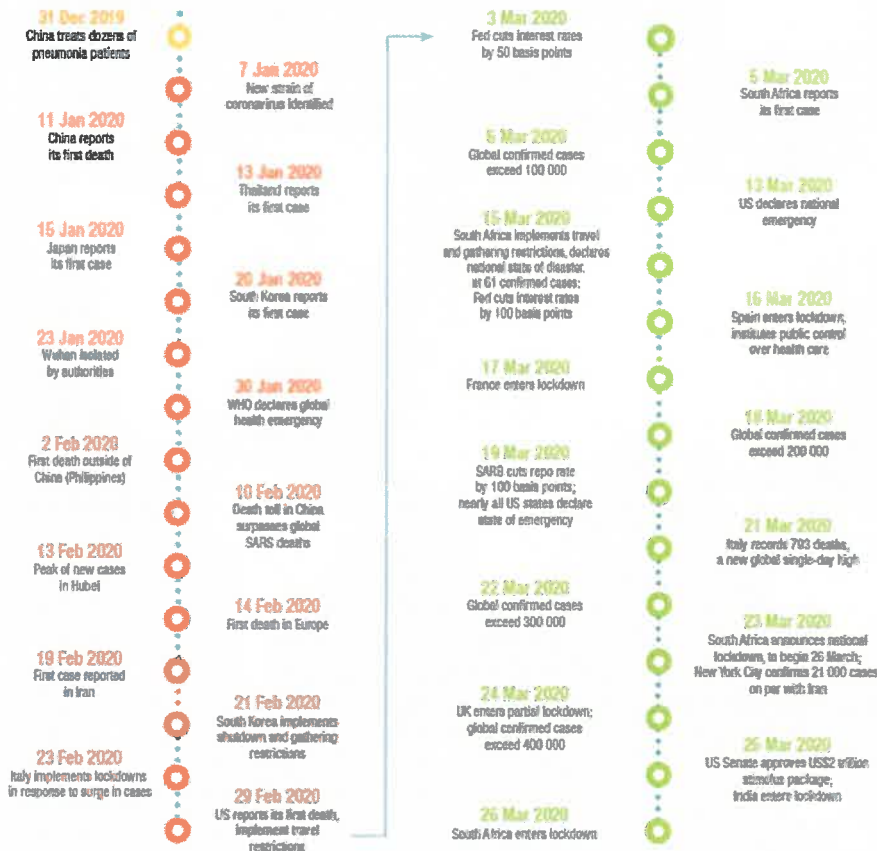 31 Dec 2019
China treats dozens of
pneumonia patients
7 Jan 2020
New strain of
coronavirus identified
11 Jan 2020
China reports
its first death
13 Jan 2020
Thailand reports
its first case
15 Jan 2020
Japan reports
its first case
20 Jan 2020
South Korea reports
its first case
23 Jan 2020
Wuhan isolated
by authorities
30 Jan 2020
WHO declares global
health emergency
2 Feb 2020
First death outside of
China (Philippines)
10 Feb 2020
Death toll in China
surpasses global
SARS deaths
13 Feb 2020
Peak of new cases
in Hubei
14 Feb 2020
First death in Europe
19 Feb 2020
First case reported
in Iran
21 Feb 2020
South Korea implements
shutdown and gathering
restrictions
23 Feb 2020
Italy implements lockdowns
in response to surge in cases
29 Feb 2020
US reports its first death,
implement travel
restrictions
3 Mar 2020
Fed cuts interest rates
by 50 basis points
5 Mar 2020
South Africa reports
its first case
6 Mar 2020
Global confirmed cases
exceed 100 000
13 Mar 2020
US declares national
emergency
15 Mar 2020
South Africa implements travel
and gathering restrictions, declares
national state of disaster,
at 61 confirmed cases;
Fed cuts interest rates
by 100 basis points
16 Mar 2020
Spain enters lockdown,
institutes public control
over health care
17 Mar 2020
France enters lockdown
18 Mar 2020
Global confirmed cases
exceed 200 000
19 Mar 2020
SARB cuts repo rate
by 100 basis points;
nearly all US states declare
state of emergency
21 Mar 2020
Italy records 793 deaths,
a new global single-day high
22 Mar 2020
Global confirmed cases
exceed 300 000
23 Mar 2020
South Africa announces national
lockdown, to begin 26 March;
New York City confirms 21 000 cases
on par with Iran
24 Mar 2020
UK enters partial lockdown;
global confirmed cases
exceed 400 000
25 Mar 2020
US Senate approves US$2 trillion
stimulus package;
India enters lockdown
26 Mar 2020
South Africa enters lockdown